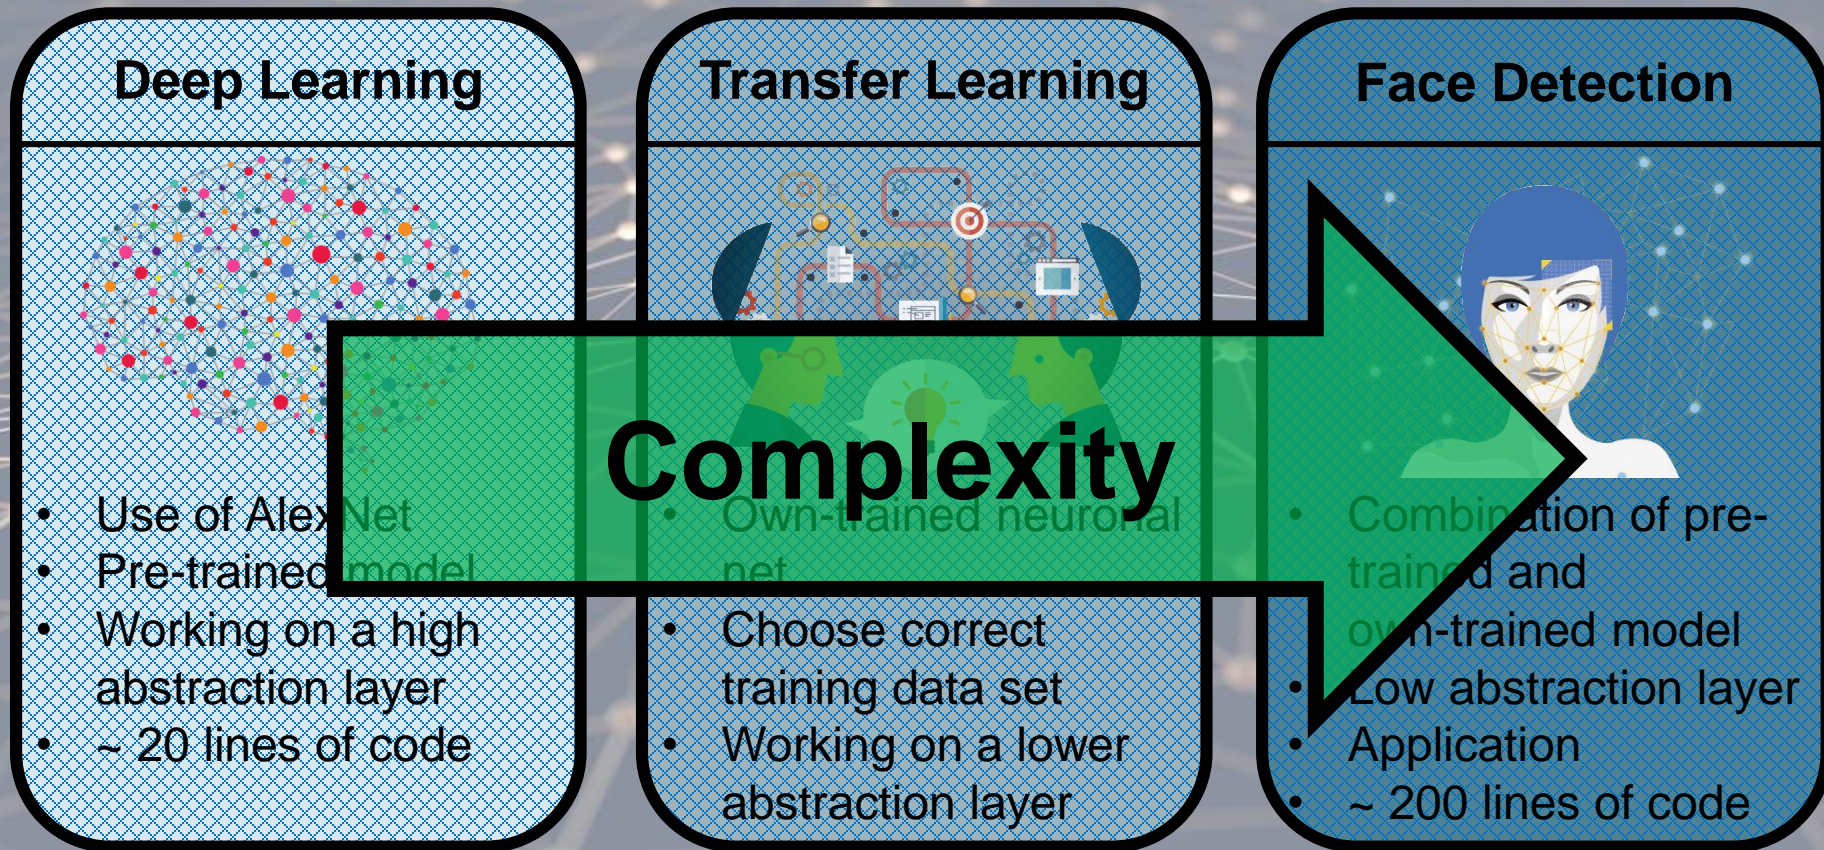 Deep Learning
• Use of AlexNet
• Pre-trained model
• Working on a high
abstraction layer
• ~ 20 lines of code
Transfer Learning
• Own-trained neuronal
net
• Choose correct
training data set
• Working on a lower
abstraction layer
Face Detection
• Combination of pre-
trained and
own-trained model
• Low abstraction layer
• Application
• ~ 200 lines of code
Complexity